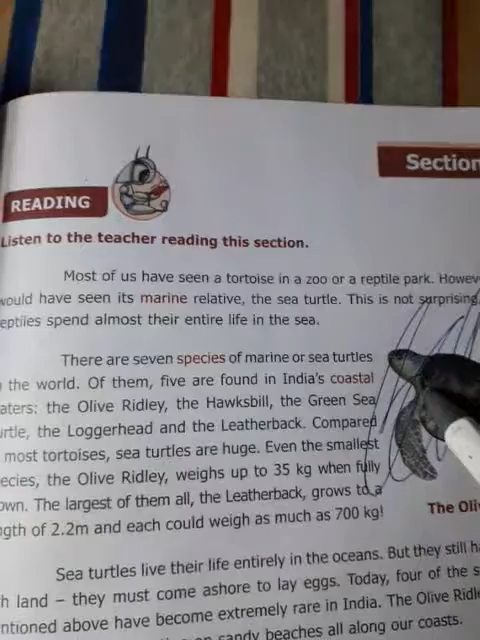 Section
READING
Listen to the teacher reading this section.
Most of us have seen a tortoise in a zoo or a reptile park. Howev
would have seen its marine relative, the sea turtle. This is not surprising
eptiles spend almost their entire life in the sea.
There are seven species of marine or sea turtles
the world. Of them, five are found in India's coastal
aters: the Olive Ridley, the Hawksbill, the Green Sea
urtle, the Loggerhead and the Leatherback. Compared
most tortoises, sea turtles are huge. Even the smallest
ecies, the Olive Ridley, weighs up to 35 kg when fully
own. The largest of them all, the Leatherback, grows to a
ngth of 2.2m and each could weigh as much as 700 kg!
The Oli
Sea turtles live their life entirely in the oceans. But they still ha
h land – they must come ashore to lay eggs. Today, four of the s
ntioned above have become extremely rare in India. The Olive Ridl
on sandy beaches all along our coasts.